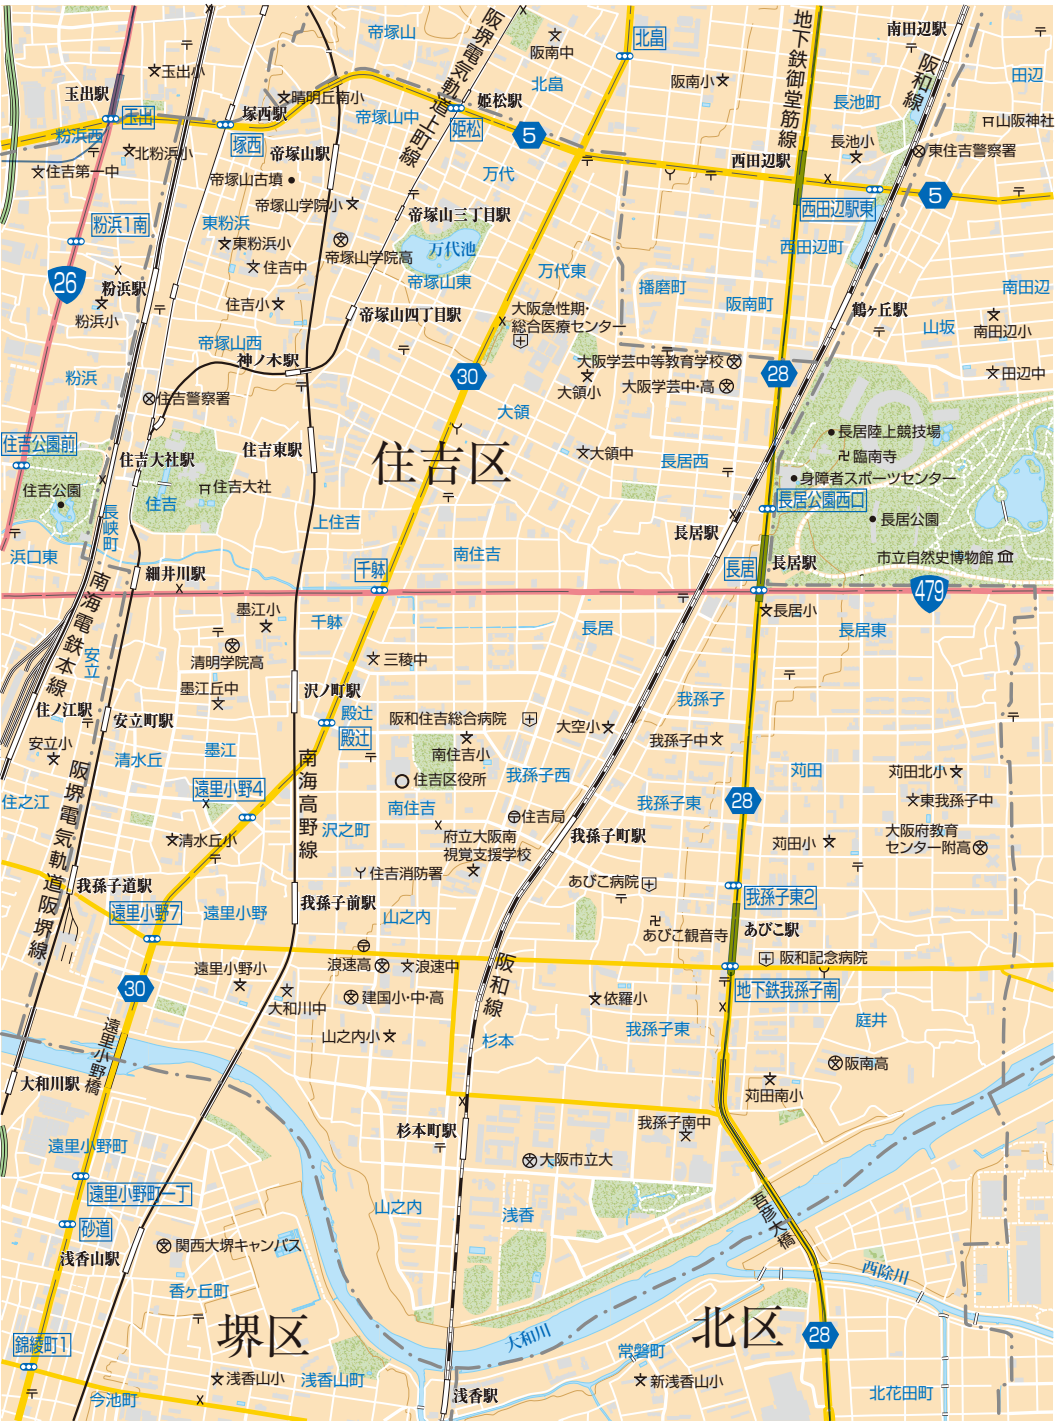 帝塚山
阪堺電気軌道上町線
阪南中
北畠
北畠
地下鉄御堂筋線
南田辺駅
阪和線
田辺
玉出小
玉出駅
玉出
晴明丘南小
塚西駅
塚西
帝塚山中
姫松駅
姫松
5
阪南小
長池町
長池小
山阪神社
東住吉警察署
粉浜西
北粉浜小
住吉第一中
帝塚山駅
帝塚山古墳
帝塚山学院小
万代
西田辺駅
西田辺駅東
5
粉浜1南
東粉浜
東粉浜小
住吉中
帝塚山学院高
帝塚山三丁目駅
万代池
帝塚山東
万代東
西田辺町
26
粉浜駅
粉浜小
住吉小
帝塚山四丁目駅
大阪急性期・
総合医療センター
播磨町
阪南町
鶴ヶ丘駅
南田辺
山坂
南田辺小
帝塚山西
神ノ木駅
粉浜
30
大阪学芸中等教育学校
大領小
大阪学芸中・高
28
田辺中
住吉警察署
大領
住吉公園前
住吉大社駅
住吉東駅
住吉区
大領中
長居西
長居陸上競技場
臨南寺
身障者スポーツセンター
長居公園西口
長居公園
住吉公園
住吉
住吉大社
長峡町
上住吉
浜口東
南海電鉄本線
細井川駅
千躰
南住吉
長居駅
長居
長居駅
市立自然史博物館
479
墨江小
千躰
長居
長居小
長居東
安立
清明学院高
墨江丘中
三稜中
沢ノ町駅
我孫子
住ノ江駅
安立町駅
殿辻
殿辻
阪和住吉総合病院
大空小
我孫子中
安立小
清水丘
墨江
南海高野線
南住吉小
住吉区役所
我孫子西
苅田
苅田北小
住之江
遠里小野4
南住吉
我孫子東
28
東我孫子中
阪堺電気軌道阪堺線
清水丘小
沢之町
住吉局
府立大阪南
視覚支援学校
我孫子町駅
苅田小
大阪府教育
センター附高
住吉消防署
我孫子道駅
あびこ病院
我孫子東2
遠里小野7
遠里小野
我孫子前駅
山之内
あびこ観音寺
あびこ駅
遠里小野小
浪速高
浪速中
阪和線
阪和記念病院
地下鉄我孫子南
30
大和川中
建国小・中・高
依羅小
遠里小野橋
山之内小
杉本
我孫子東
庭井
大和川駅
阪南高
苅田南小
杉本町駅
我孫子南中
遠里小野町
大阪市立大
遠里小野町一丁
山之内
浅香
吾彦大橋
砂道
浅香山駅
関西大堺キャンパス
西除川
香ヶ丘町
堺区
北区
大和川
28
錦綾町1
常磐町
浅香山小
浅香山町
新浅香山小
浅香駅
今池町
北花田町